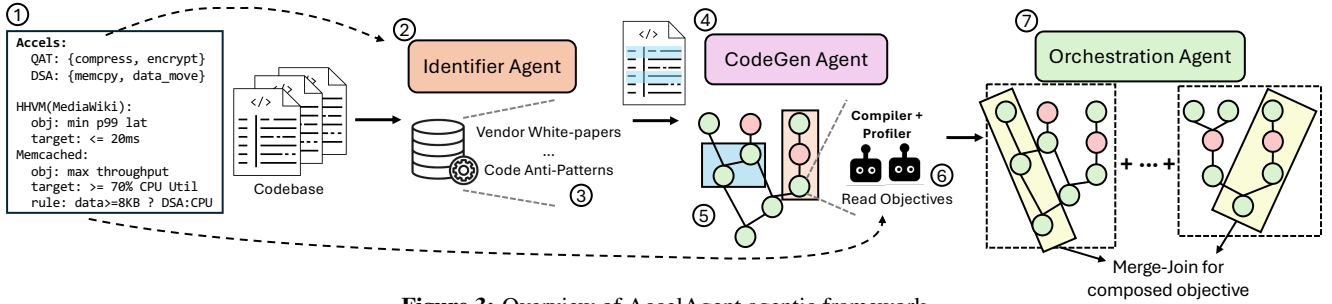 ①
Accels:
QAT: {compress, encrypt}
DSA: {memcpy, data_move}
HHVM(MediaWiki):
obj: min p99 lat
target: <= 20ms
Memcached:
obj: max throughput
target: >= 70% CPU Util
rule: data>=8KB ? DSA:CPU
</>
Codebase
②
Identifier Agent
Vendor White-papers
...
Code Anti-Patterns
③
</>
④
CodeGen Agent
⑤
Compiler +
Profiler
⑥
Read Objectives
⑦
Orchestration Agent
+ ... +
Merge-Join for
composed objective
Figure 3: Overview of AccelAgent agentic framework